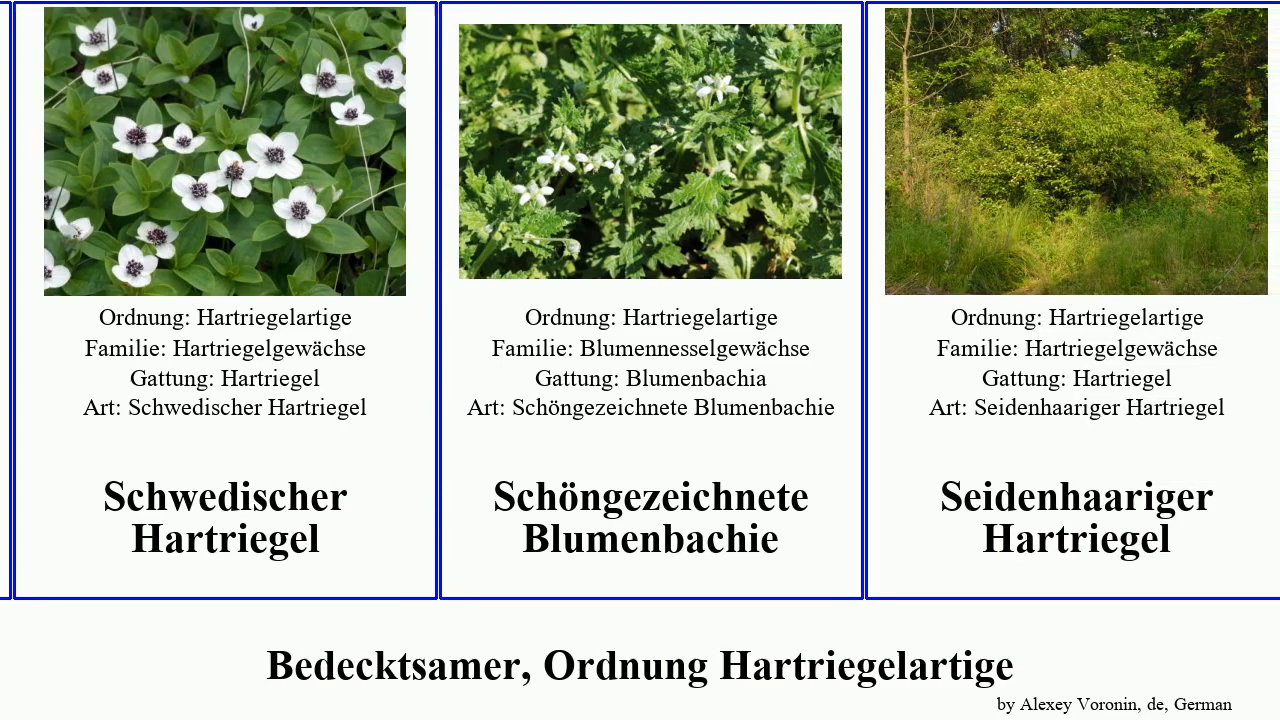 Ordnung: Hartriegelartige
Familie: Hartriegelgewächse
Gattung: Hartriegel
Art: Schwedischer Hartriegel
Schwedischer
Hartriegel
Ordnung: Hartriegelartige
Familie: Blumennesselgewächse
Gattung: Blumenbachia
Art: Schöngezeichnete Blumenbachie
Schöngezeichnete
Blumenbachie
Ordnung: Hartriegelartige
Familie: Hartriegelgewächse
Gattung: Hartriegel
Art: Seidenhaariger Hartriegel
Seidenhaariger
Hartriegel
Bedecktsamer, Ordnung Hartriegelartige
by Alexey Voronin, de, German